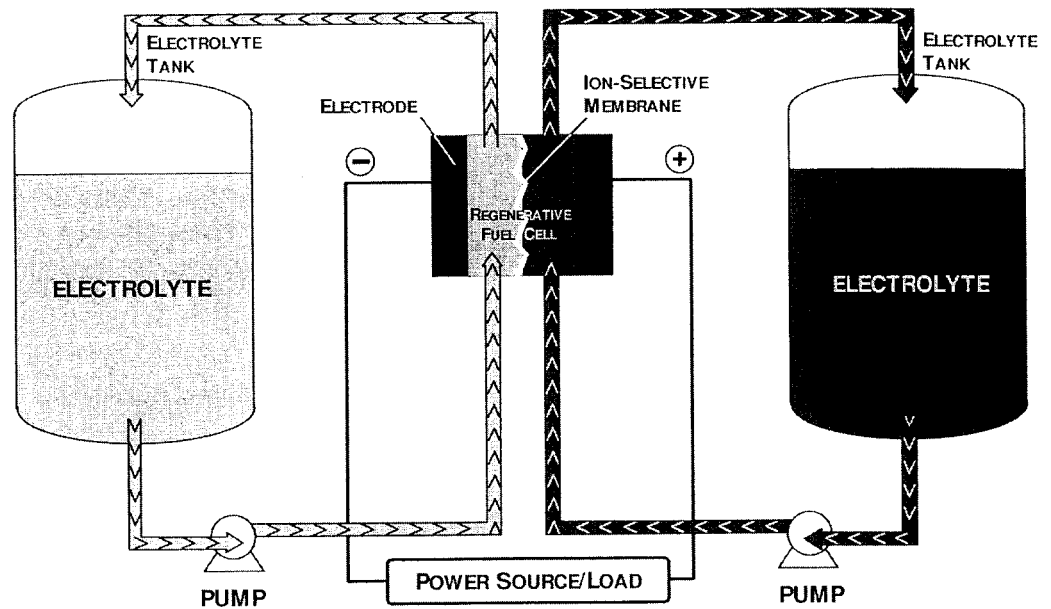 ELECTROLYTE
TANK
ELECTRODE
ION-SELECTIVE
MEMBRANE
ELECTROLYTE
TANK
−
+
REGENERATIVE
FUEL CELL
ELECTROLYTE
ELECTROLYTE
POWER SOURCE/LOAD
PUMP
PUMP